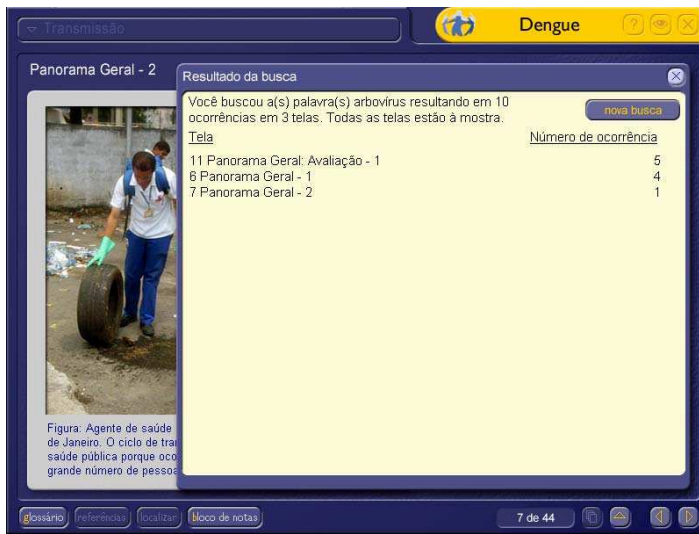 Transmissão
Dengue
Panorama Geral - 2
Resultado da busca
Você buscou a(s) palavra(s) arbovírus resultando em 10
ocorrências em 3 telas. Todas as telas estão à mostra.
nova busca
Tela
Número de ocorrência
11 Panorama Geral: Avaliação - 1
5
6 Panorama Geral - 1
4
7 Panorama Geral - 2
1
Figura: Agente de saúde
de Janeiro. O ciclo de tra
saúde pública porque oco
grande número de pessoa
glossário
referências
localizar
bloco de notas
7 de 44